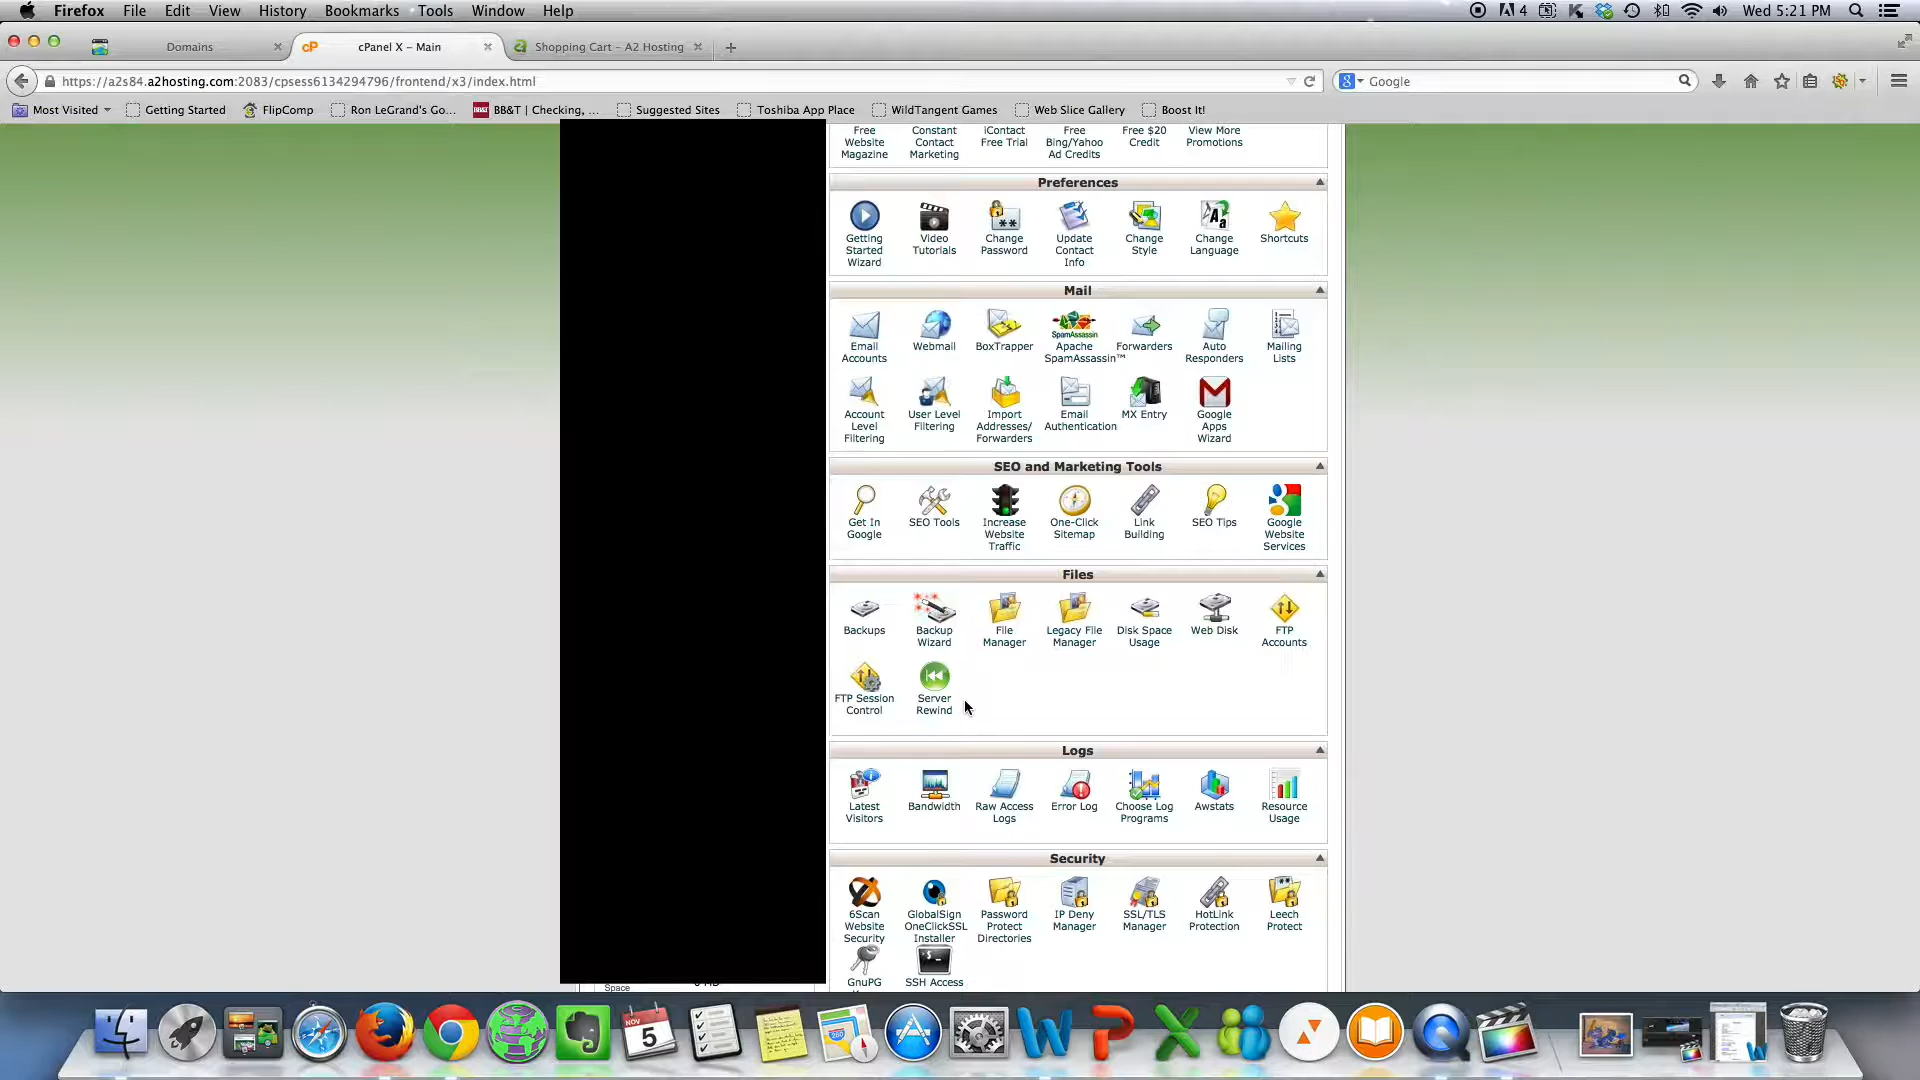 Firefox File Edit View History Bookmarks Tools Window Help 4 Wed 5:21 PM
Domains cPanel X – Main Shopping Cart – A2 Hosting
https://a2s84.a2hosting.com:2083/cpsess6134294796/frontend/x3/index.html Google
Most Visited Getting Started FlipComp Ron LeGrand's Go... BB&T | Checking, ... Suggested Sites Toshiba App Place WildTangent Games Web Slice Gallery Boost It!
Free Constant iContact Free Free $20 View More
Website Contact Free Trial Bing/Yahoo Credit Promotions
Magazine Marketing Ad Credits
Preferences
Getting Video Change Update Change Change Shortcuts
Started Tutorials Password Contact Style Language
Wizard Info
Mail
Email Webmail BoxTrapper Apache Forwarders Auto Mailing
Accounts SpamAssassin™ Responders Lists
Account User Level Import Email MX Entry Google
Level Filtering Addresses/ Authentication Apps
Filtering Forwarders Wizard
SEO and Marketing Tools
Get In SEO Tools Increase One-Click Link SEO Tips Google
Google Website Sitemap Building Website
Traffic Services
Files
Backups Backup File Legacy File Disk Space Web Disk FTP
Wizard Manager Manager Usage Accounts
FTP Session Server
Control Rewind
Logs
Latest Bandwidth Raw Access Error Log Choose Log Awstats Resource
Visitors Logs Programs Usage
Security
6Scan GlobalSign Password IP Deny SSL/TLS HotLink Leech
Website OneClickSSL Protect Manager Manager Protection Protect
Security Installer Directories
GnuPG SSH Access
Space
NOV
5